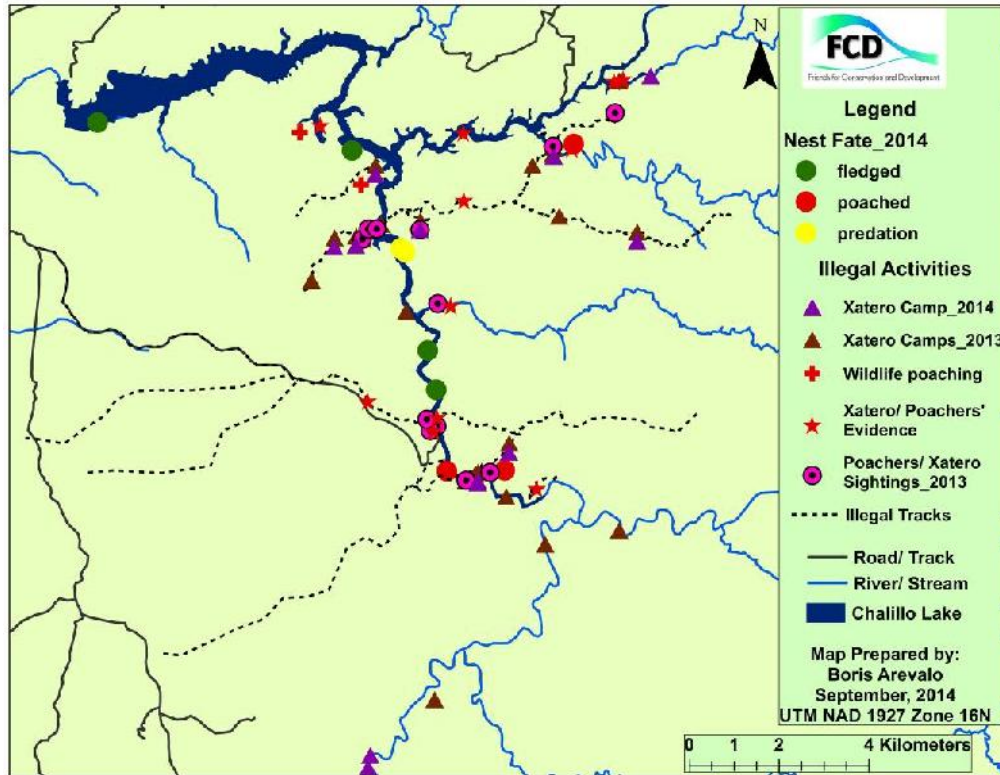 N
FCD
Friends for Conservation and Development
Legend
Nest Fate_2014
fledged
poached
predation
Illegal Activities
Xatero Camp_2014
Xatero Camps_2013
Wildlife poaching
Xatero/ Poachers'
Evidence
Poachers/ Xatero
Sightings_2013
Illegal Tracks
Road/ Track
River/ Stream
Chalillo Lake
Map Prepared by:
Boris Arevalo
September, 2014
UTM NAD 1927 Zone 16N
0 1 2 4 Kilometers